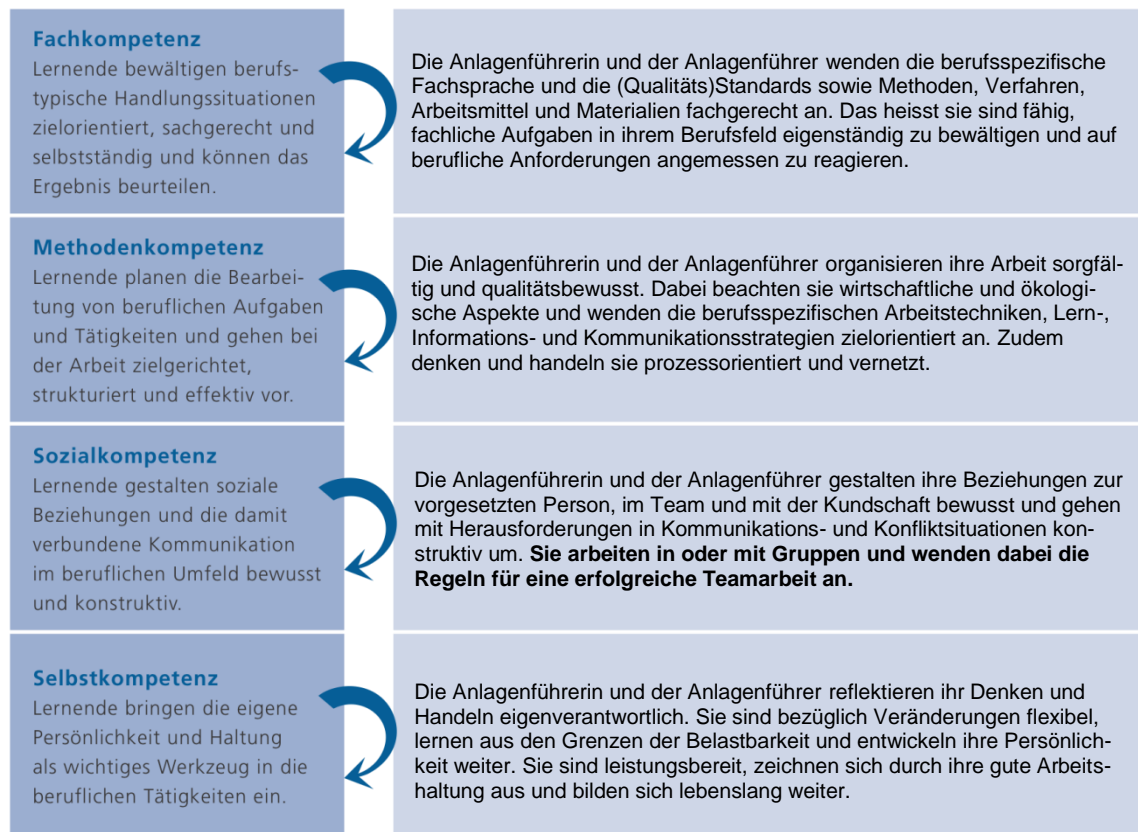 Fachkompetenz
Lernende bewältigen berufs-
typische Handlungssituationen
zielorientiert, sachgerecht und
selbstständig und können das
Ergebnis beurteilen.
Die Anlagenführerin und der Anlagenführer wenden die berufsspezifische
Fachsprache und die (Qualitäts)Standards sowie Methoden, Verfahren,
Arbeitsmittel und Materialien fachgerecht an. Das heisst sie sind fähig,
fachliche Aufgaben in ihrem Berufsfeld eigenständig zu bewältigen und auf
berufliche Anforderungen angemessen zu reagieren.
Methodenkompetenz
Lernende planen die Bearbei-
tung von beruflichen Aufgaben
und Tätigkeiten und gehen bei
der Arbeit zielgerichtet,
strukturiert und effektiv vor.
Die Anlagenführerin und der Anlagenführer organisieren ihre Arbeit sorgfäl-
tig und qualitätsbewusst. Dabei beachten sie wirtschaftliche und ökologi-
sche Aspekte und wenden die berufsspezifischen Arbeitstechniken, Lern-,
Informations- und Kommunikationsstrategien zielorientiert an. Zudem
denken und handeln sie prozessorientiert und vernetzt.
Sozialkompetenz
Lernende gestalten soziale
Beziehungen und die damit
verbundene Kommunikation
im beruflichen Umfeld bewusst
und konstruktiv.
Die Anlagenführerin und der Anlagenführer gestalten ihre Beziehungen zur
vorgesetzten Person, im Team und mit der Kundschaft bewusst und gehen
mit Herausforderungen in Kommunikations- und Konfliktsituationen kon-
struktiv um. Sie arbeiten in oder mit Gruppen und wenden dabei die
Regeln für eine erfolgreiche Teamarbeit an.
Selbstkompetenz
Lernende bringen die eigene
Persönlichkeit und Haltung
als wichtiges Werkzeug in die
beruflichen Tätigkeiten ein.
Die Anlagenführerin und der Anlagenführer reflektieren ihr Denken und
Handeln eigenverantwortlich. Sie sind bezüglich Veränderungen flexibel,
lernen aus den Grenzen der Belastbarkeit und entwickeln ihre Persönlich-
keit weiter. Sie sind leistungsbereit, zeichnen sich durch ihre gute Arbeits-
haltung aus und bilden sich lebenslang weiter.